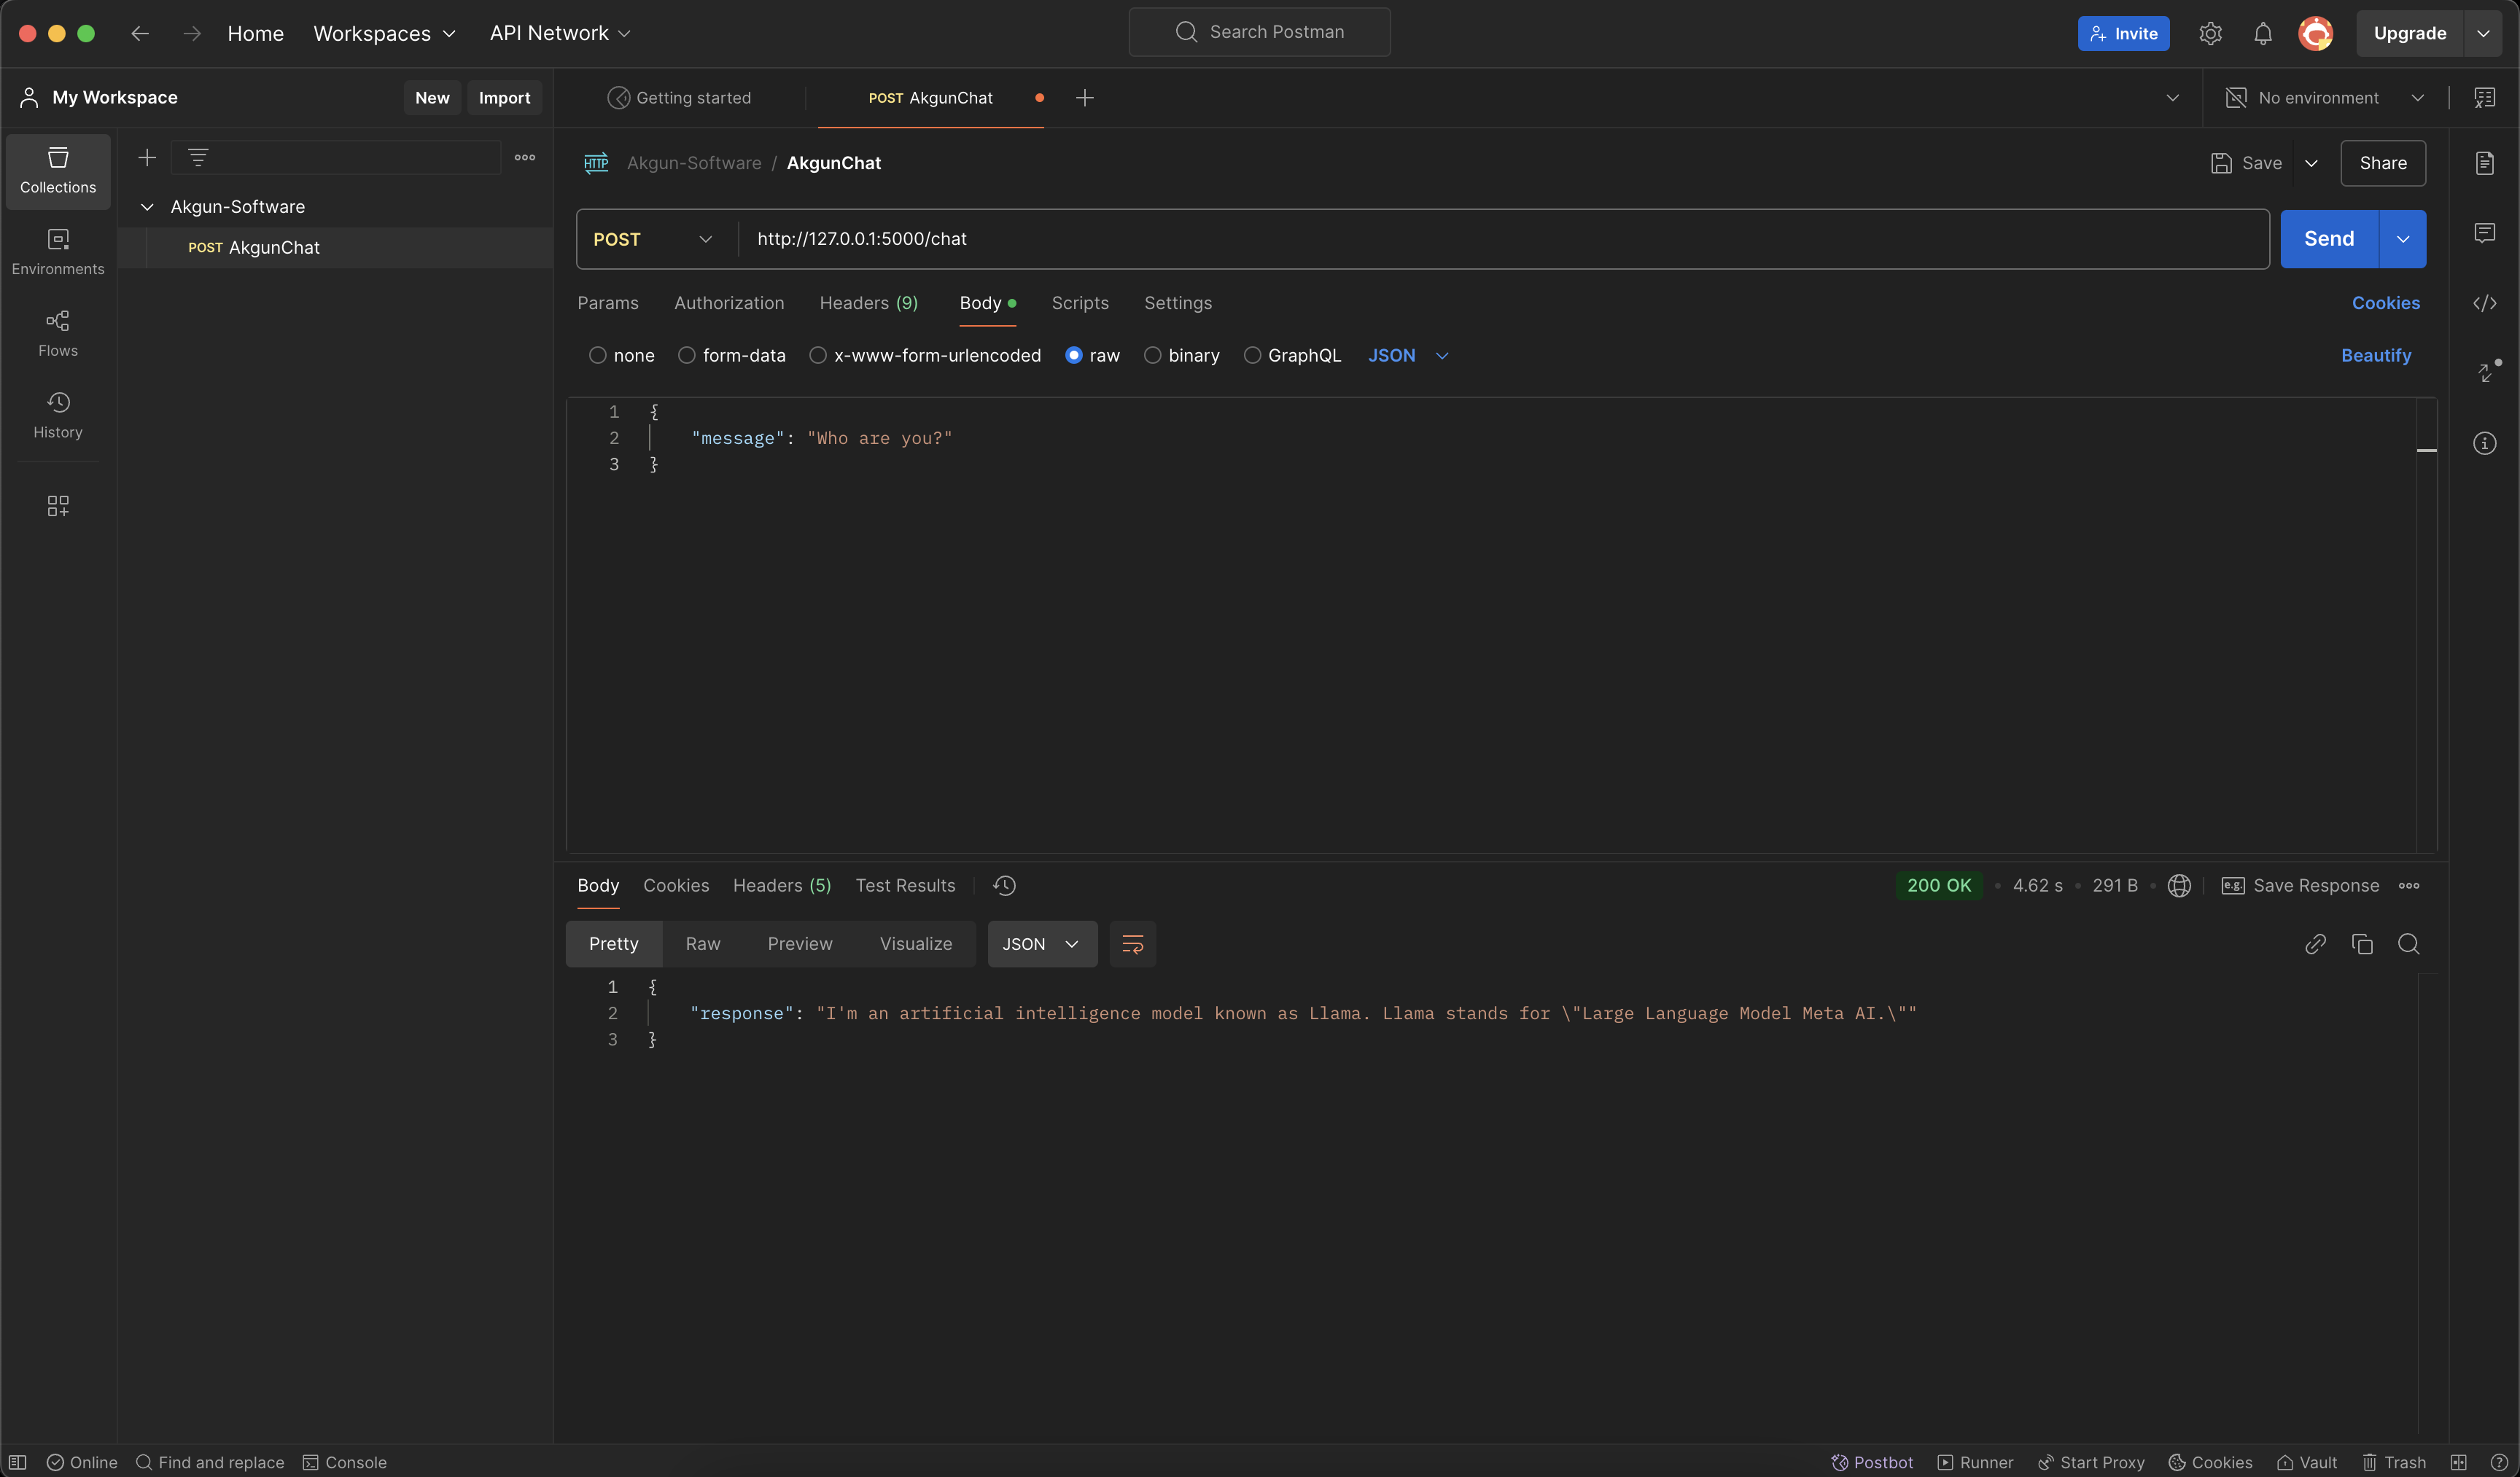 Home Workspaces API Network Search Postman Invite Upgrade
My Workspace New Import Getting started POST AkgunChat No environment
Collections
Environments
Flows
History
Akgun-Software
POST AkgunChat
HTTP Akgun-Software / AkgunChat Save Share
POST http://127.0.0.1:5000/chat Send
Params Authorization Headers (9) Body Scripts Settings Cookies
none form-data x-www-form-urlencoded raw binary GraphQL JSON Beautify
1 {
2 "message": "Who are you?"
3 }
Body Cookies Headers (5) Test Results 200 OK • 4.62 s • 291 B • e.g. Save Response
Pretty Raw Preview Visualize JSON
1 {
2 "response": "I'm an artificial intelligence model known as Llama. Llama stands for \"Large Language Model Meta AI.\""
3 }
Online Find and replace Console Postbot Runner Start Proxy Cookies Vault Trash